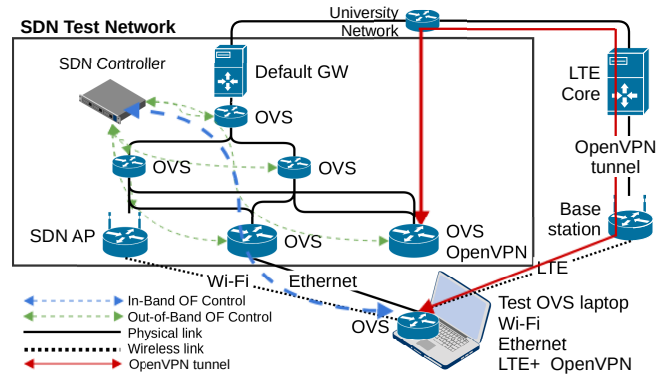 University
Network
SDN Test Network
SDN Controller
Default GW
LTE
Core
OVS
OpenVPN
tunnel
OVS
OVS
Base
station
SDN AP
OVS
OVS
OpenVPN
LTE
Wi-Fi
Ethernet
In-Band OF Control
Out-of-Band OF Control
Physical link
Wireless link
OpenVPN tunnel
OVS
Test OVS laptop
Wi-Fi
Ethernet
LTE+ OpenVPN